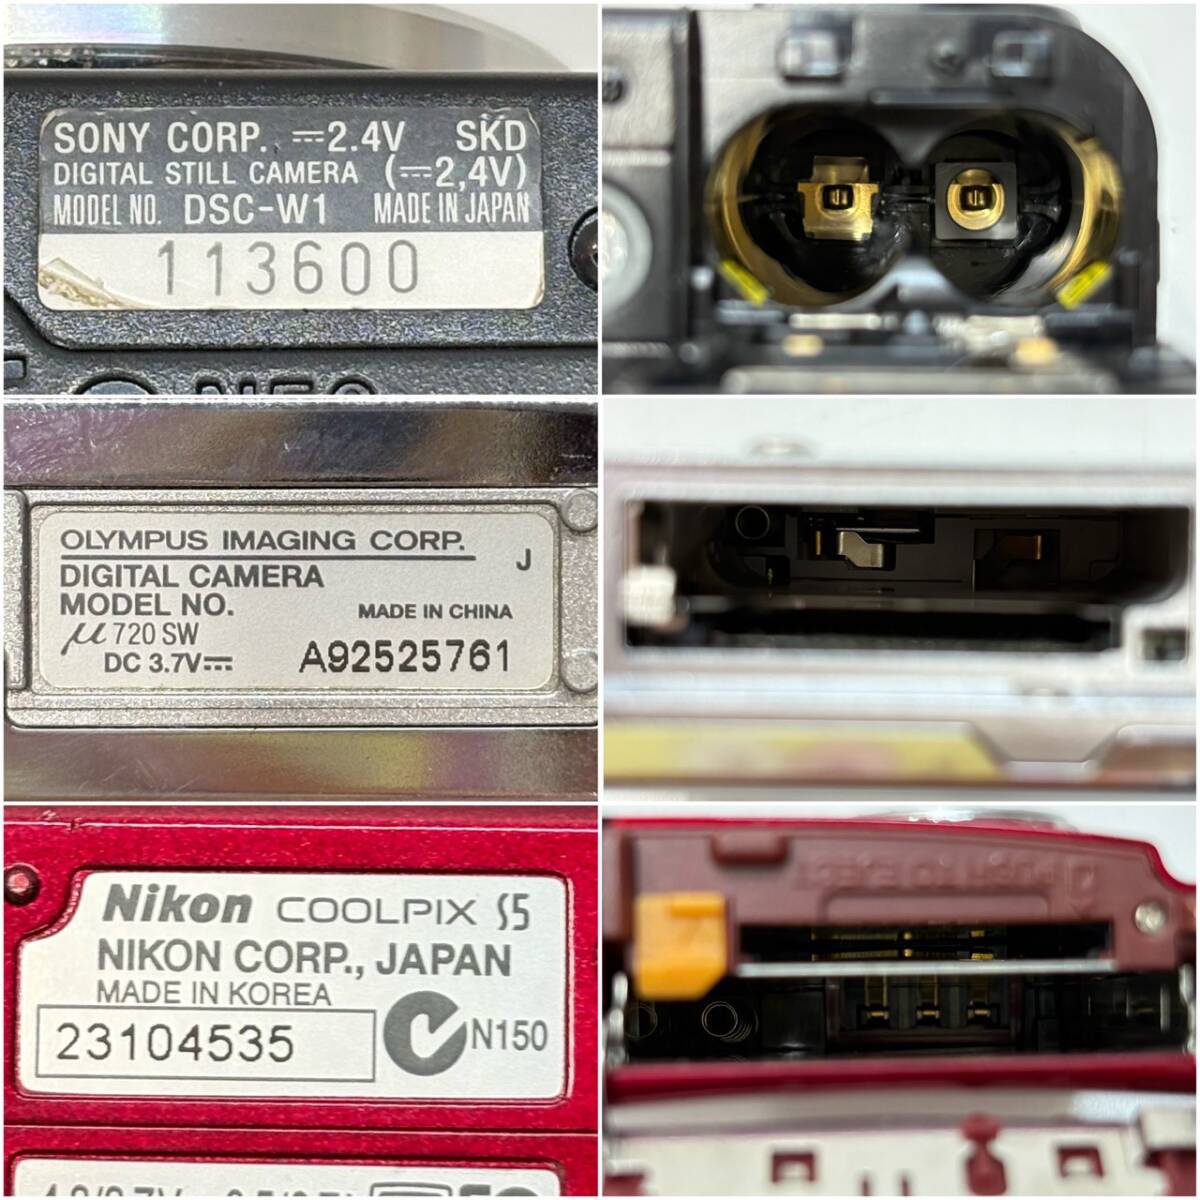 SONY CORP. ⎓2.4V SKD
DIGITAL STILL CAMERA (⎓2,4V)
MODEL NO. DSC-W1 MADE IN JAPAN
113600
OLYMPUS IMAGING CORP.
J
DIGITAL CAMERA
MODEL NO.
MADE IN CHINA
µ 720 SW
DC 3.7V⎓ A92525761
Nikon COOLPIX S5
NIKON CORP., JAPAN
MADE IN KOREA
23104535
N150